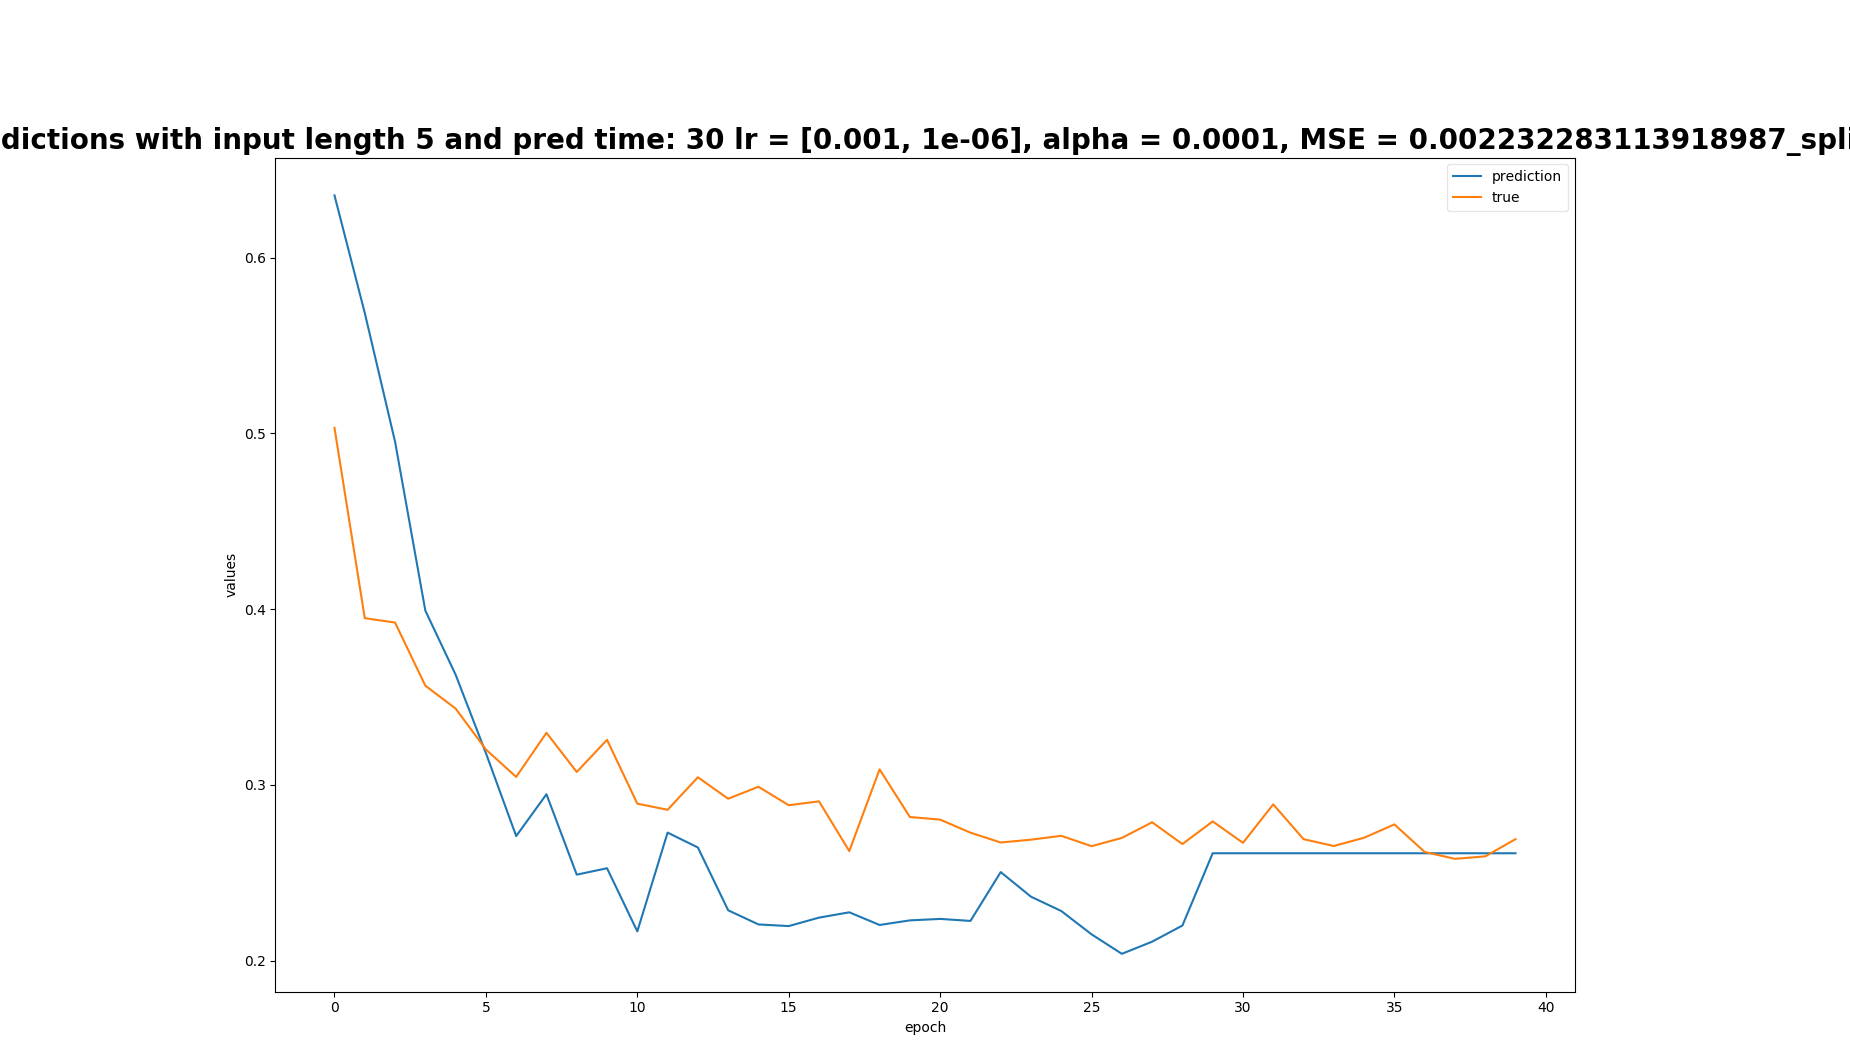 dictions with input length 5 and pred time: 30 lr = [0.001, 1e-06], alpha = 0.0001, MSE = 0.002232283113918987_spli
prediction
true
0.6
0.5
0.4
0.3
0.2
values
0 5 10 15 20 25 30 35 40
epoch